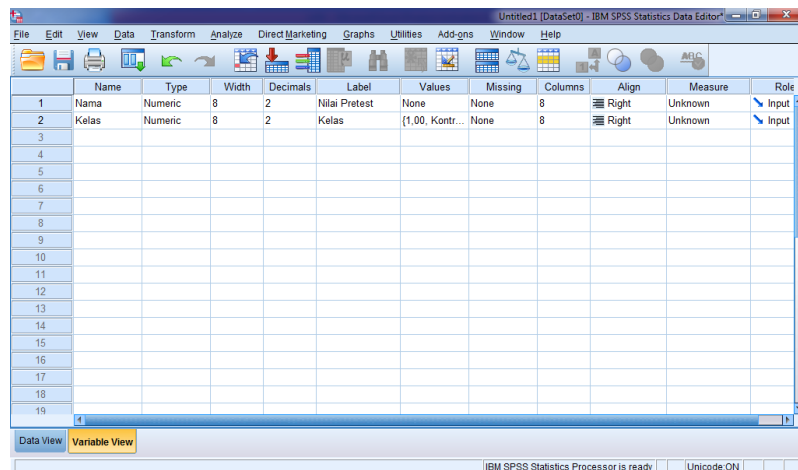 Untitled1 [DataSet0] - IBM SPSS Statistics Data Editor*
File Edit View Data Transform Analyze Direct Marketing Graphs Utilities Add-ons Window Help
Name Type Width Decimals Label Values Missing Columns Align Measure Role
1 Nama Numeric 8 2 Nilai Pretest None None 8 Right Unknown Input
2 Kelas Numeric 8 2 Kelas {1,00, Kontr... None 8 Right Unknown Input
3
4
5
6
7
8
9
10
11
12
13
14
15
16
17
18
19
Data View Variable View
IBM SPSS Statistics Processor is ready Unicode:ON